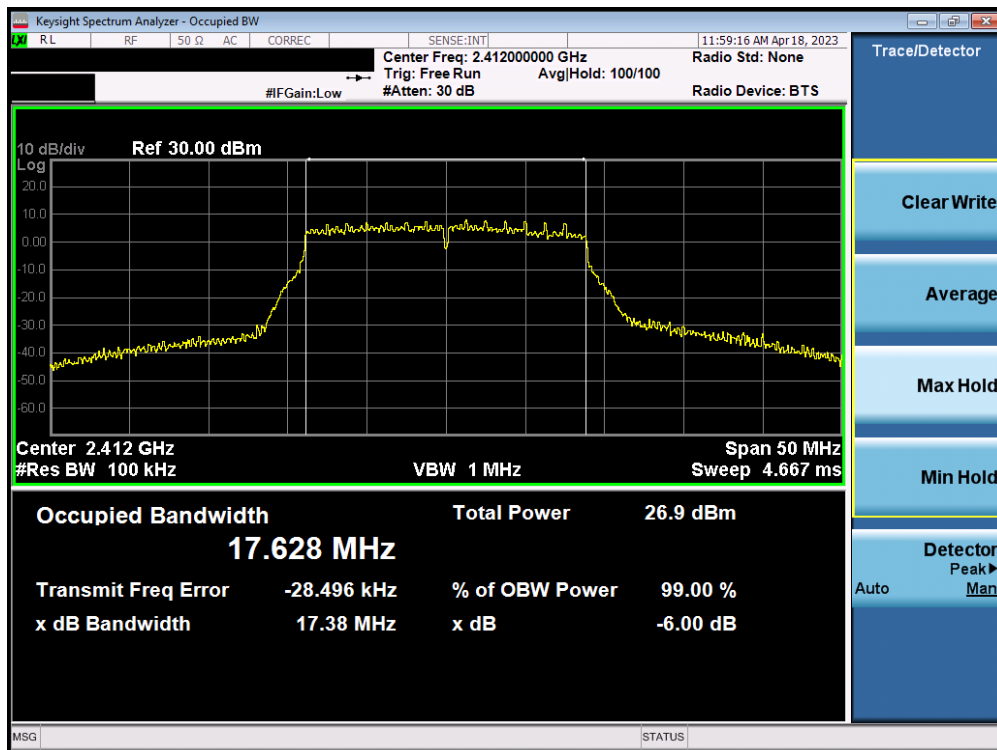 Keysight Spectrum Analyzer - Occupied BW
LXI RL RF 50 Ω AC CORREC SENSE:INT 11:59:16 AM Apr 18, 2023
Center Freq: 2.412000000 GHz Radio Std: None
Trig: Free Run Avg|Hold: 100/100
#IFGain:Low #Atten: 30 dB Radio Device: BTS
Trace/Detector
10 dB/div Ref 30.00 dBm
Log
20.0
10.0
0.00
-10.0
-20.0
-30.0
-40.0
-50.0
-60.0
Center 2.412 GHz Span 50 MHz
#Res BW 100 kHz VBW 1 MHz Sweep 4.667 ms
Occupied Bandwidth Total Power 26.9 dBm
17.628 MHz
Transmit Freq Error -28.496 kHz % of OBW Power 99.00 %
x dB Bandwidth 17.38 MHz x dB -6.00 dB
Clear Write
Average
Max Hold
Min Hold
Detector
Peak▶
Auto Man
MSG STATUS